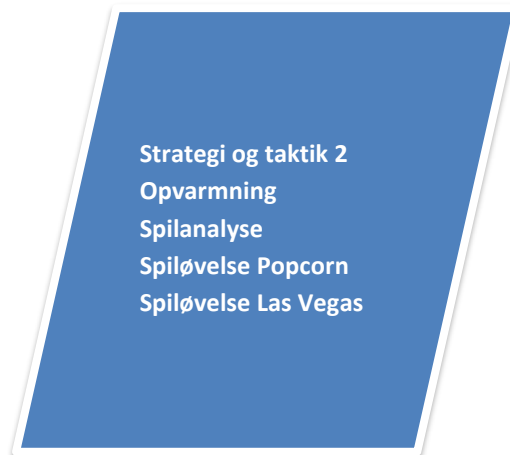 Strategi og taktik 2
Opvarmning
Spilanalyse
Spiløvelse Popcorn
Spiløvelse Las Vegas